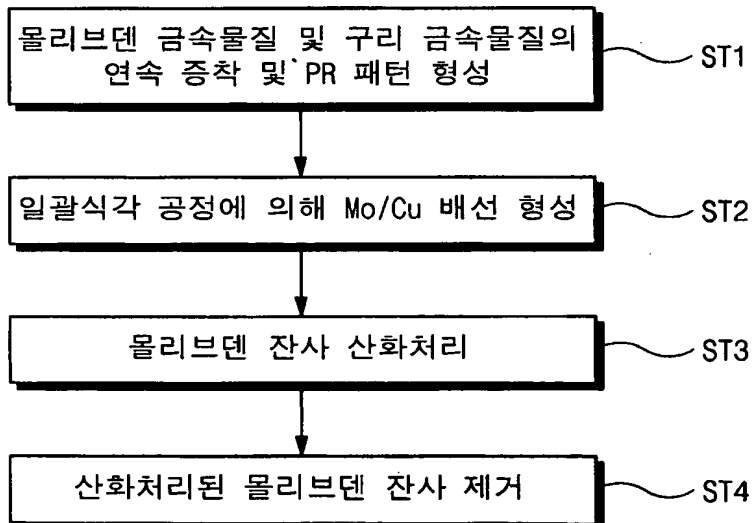 몰리브덴 금속물질 및 구리 금속물질의
연속 증착 및 PR 패턴 형성
ST1
일괄식각 공정에 의해 Mo/Cu 배선 형성
ST2
몰리브덴 잔사 산화처리
ST3
산화처리된 몰리브덴 잔사 제거
ST4